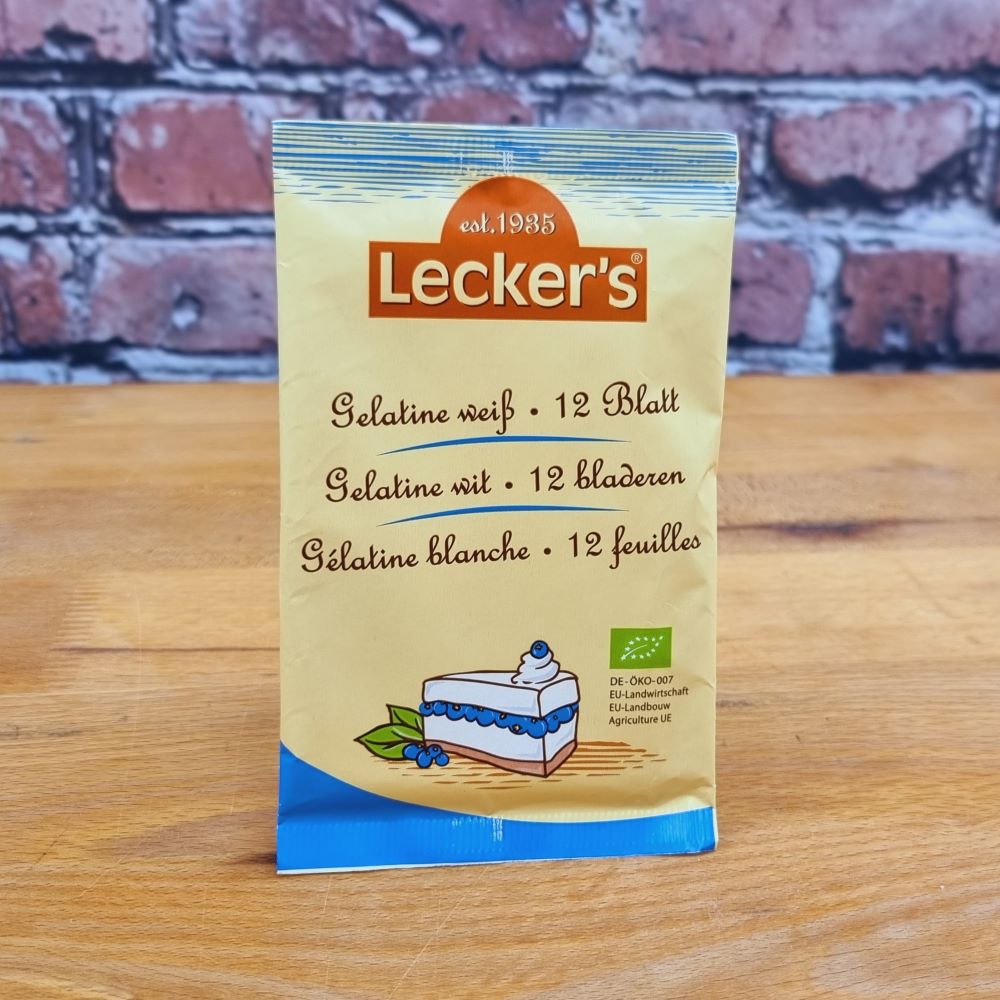 est.1935
Lecker's®
Gelatine weiß • 12 Blatt
Gelatine wit • 12 bladeren
Gélatine blanche • 12 feuilles
DE-ÖKO-007
EU-Landwirtschaft
EU-Landbouw
Agriculture UE